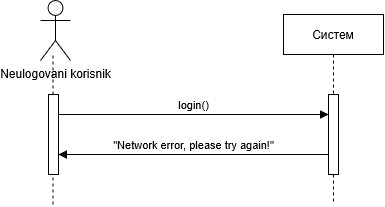 Систем
Neulogovani korisnik
login()
"Network error, please try again!"